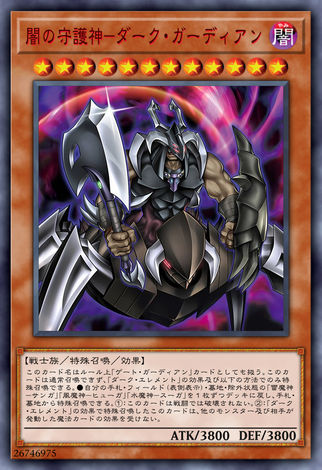 闇の守護神-ダーク・ガーディアン
闇
やみ
【戦士族／特殊召喚／効果】
このカード名はルール上「ゲート・ガーディアン」カードとしても扱う。このカ
ードは通常召喚できず、「ダーク・エレメント」の効果及び以下の方法でのみ特
殊召喚できる。●自分の手札・フィールド（表側表示）・墓地・除外状態の「雷魔神
－サンガ」「風魔神－ヒューガ」「水魔神－スーガ」を１枚ずつデッキに戻し、手札・
墓地から特殊召喚できる。①：このカードは戦闘では破壊されない。②：「ダーク・
エレメント」の効果で特殊召喚したこのカードは、他のモンスター及び相手が
発動した魔法カードの効果を受けない。
ATK/3800 DEF/3800
26746975